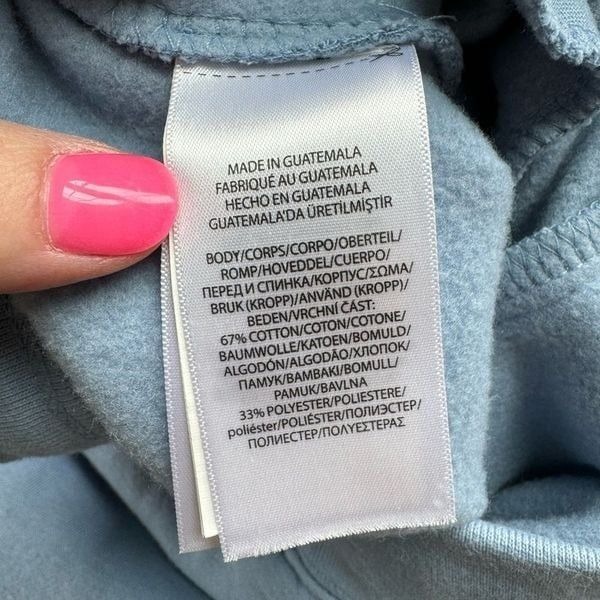 MADE IN GUATEMALA
FABRIQUÉ AU GUATEMALA
HECHO EN GUATEMALA
GUATEMALA'DA ÜRETİLMİŞTİR
BODY/CORPS/CORPO/OBERTEIL/
ROMP/HOVEDDEL/CUERPO/
ПЕРЕД И СПИНКА/КОРПУС/ΣΩΜΑ/
BRUK (KROPP)/ANVÄND (KROPP)/
BEDEN/VRCHNÍ ČÁST:
67% COTTON/COTON/COTONE/
BAUMWOLLE/KATOEN/BOMULD/
ALGODÓN/ALGODÃO/ХЛОПОК/
ПАМУК/BAMBAKI/BOMULL/
PAMUK/BAVLNA
33% POLYESTER/POLIESTERE/
poliéster/POLIÉSTER/ПОЛИЭСТЕР/
ПОЛИЕСТЕР/ΠΟΛΥΕΣΤΕΡΑΣ